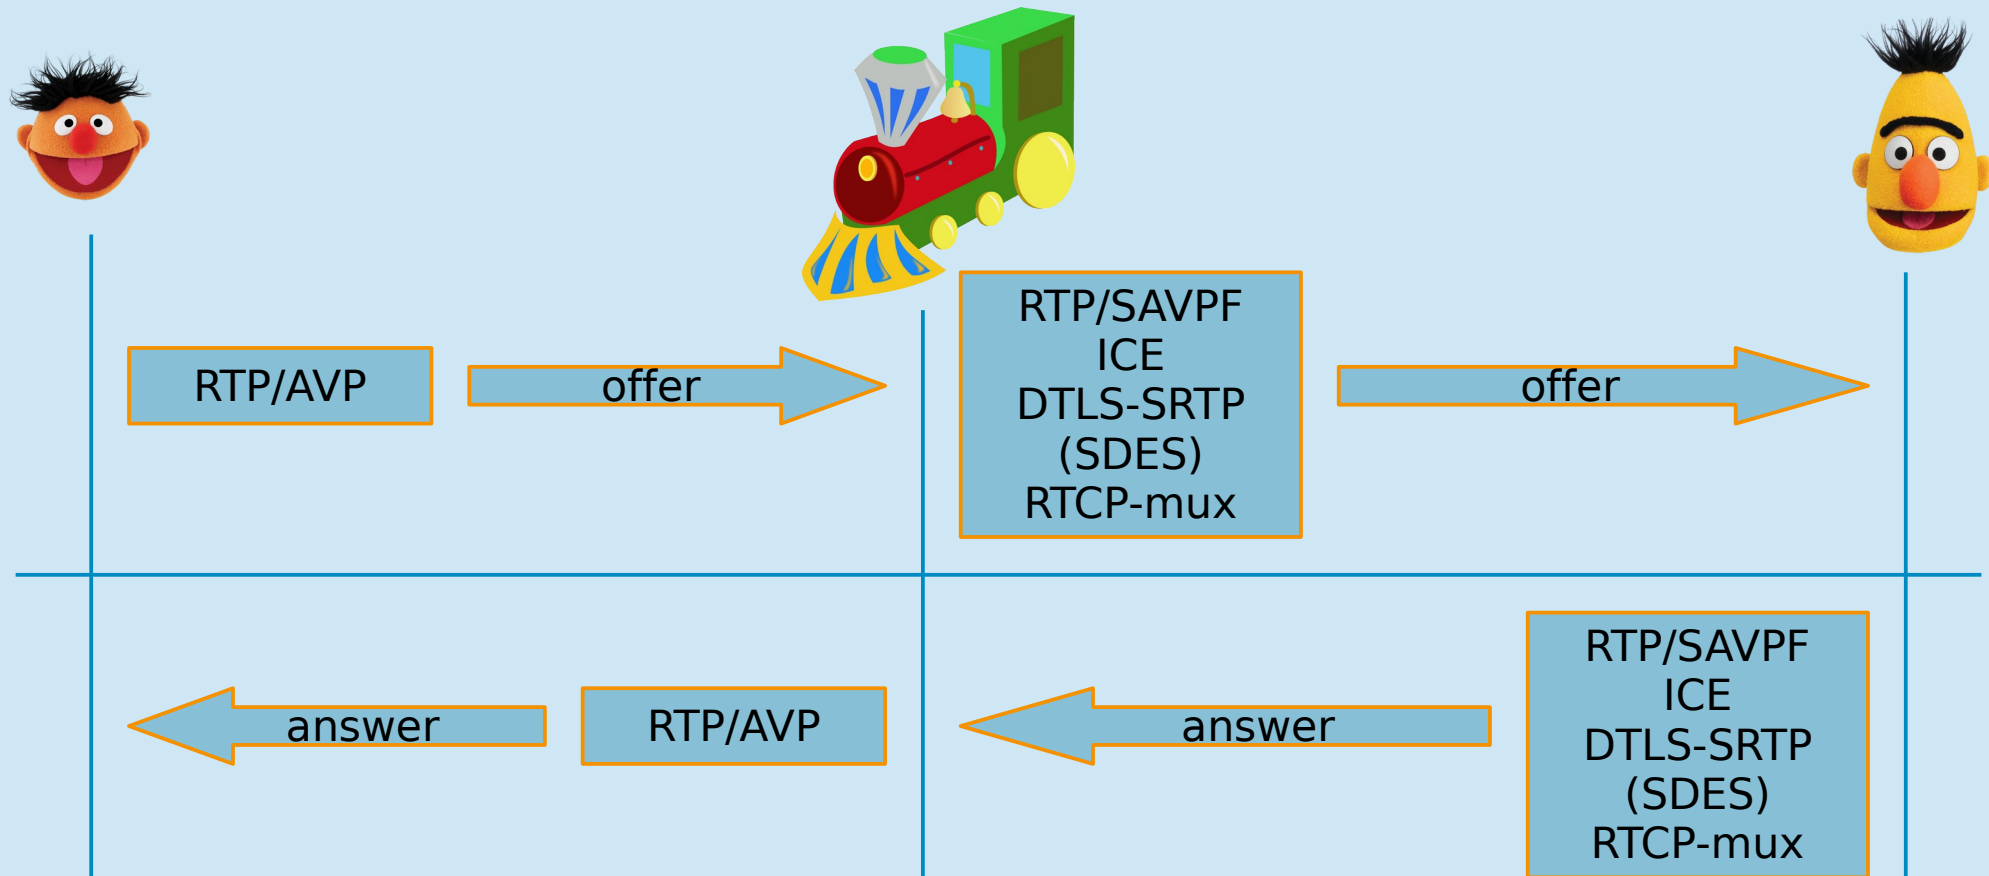 RTP/AVP
offer
RTP/SAVPF
ICE
DTLS-SRTP
(SDES)
RTCP-mux
offer
answer
RTP/AVP
answer
RTP/SAVPF
ICE
DTLS-SRTP
(SDES)
RTCP-mux